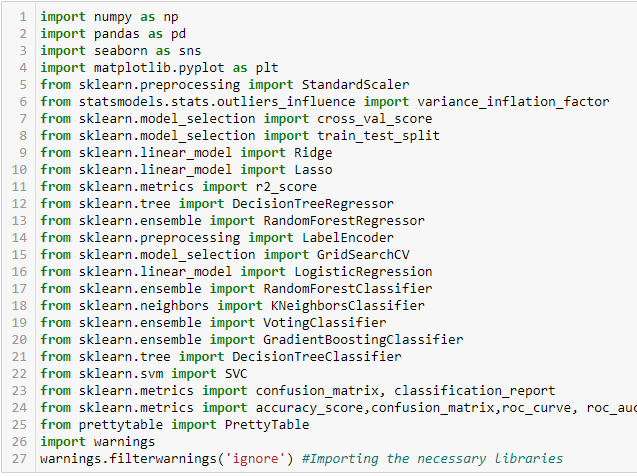 1 import numpy as np
2 import pandas as pd
3 import seaborn as sns
4 import matplotlib.pyplot as plt
5 from sklearn.preprocessing import StandardScaler
6 from statsmodels.stats.outliers_influence import variance_inflation_factor
7 from sklearn.model_selection import cross_val_score
8 from sklearn.model_selection import train_test_split
9 from sklearn.linear_model import Ridge
10 from sklearn.linear_model import Lasso
11 from sklearn.metrics import r2_score
12 from sklearn.tree import DecisionTreeRegressor
13 from sklearn.ensemble import RandomForestRegressor
14 from sklearn.preprocessing import LabelEncoder
15 from sklearn.model_selection import GridSearchCV
16 from sklearn.linear_model import LogisticRegression
17 from sklearn.ensemble import RandomForestClassifier
18 from sklearn.neighbors import KNeighborsClassifier
19 from sklearn.ensemble import VotingClassifier
20 from sklearn.ensemble import GradientBoostingClassifier
21 from sklearn.tree import DecisionTreeClassifier
22 from sklearn.svm import SVC
23 from sklearn.metrics import confusion_matrix, classification_report
24 from sklearn.metrics import accuracy_score,confusion_matrix,roc_curve, roc_auc
25 from prettytable import PrettyTable
26 import warnings
27 warnings.filterwarnings('ignore') #Importing the necessary libraries